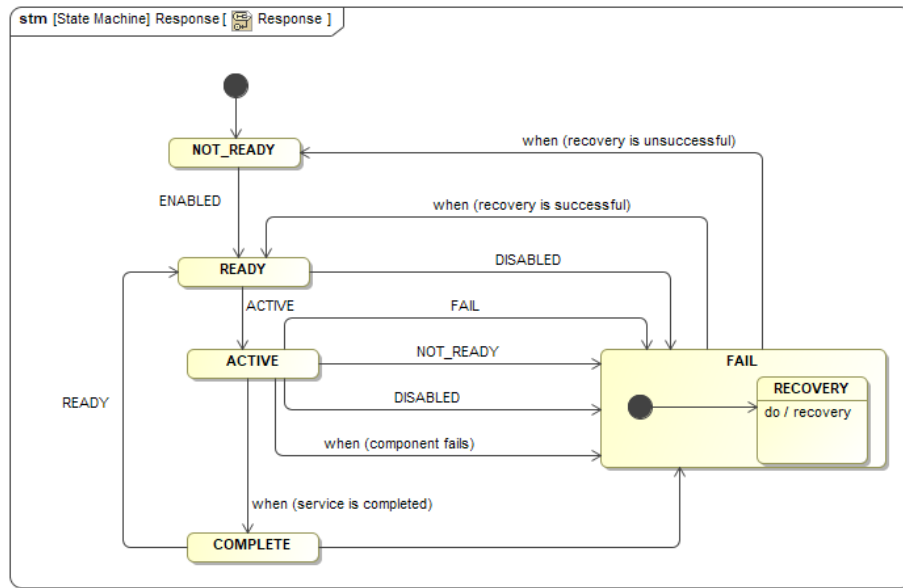 stm [State Machine] Response [ Response ]
when (recovery is unsuccessful)
NOT_READY
ENABLED
when (recovery is successful)
READY
DISABLED
ACTIVE
FAIL
ACTIVE
NOT_READY
FAIL
RECOVERY
do / recovery
READY
DISABLED
when (component fails)
when (service is completed)
COMPLETE